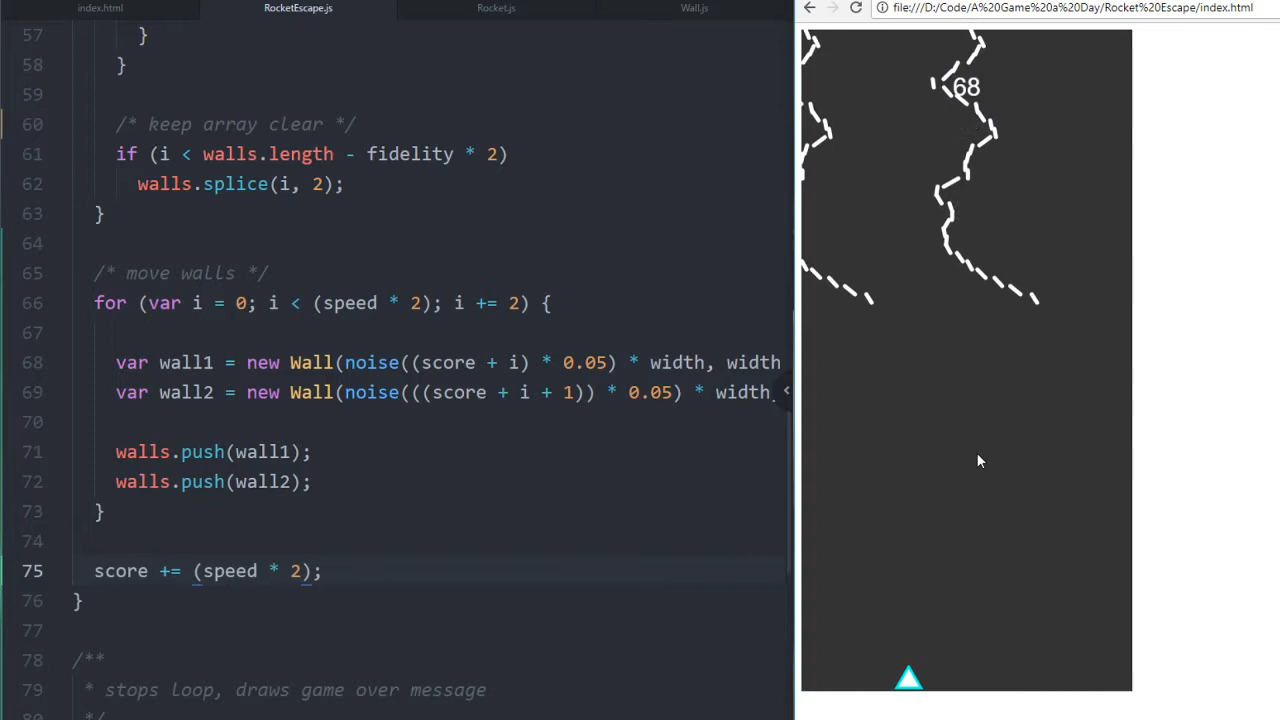 index.html
RocketEscape.js
Rocket.js
Wall.js
file:///D:/Code/A%20Game%20a%20Day/Rocket%20Escape/index.html
57 }
58 }
59
60 /* keep array clear */
61 if (i < walls.length - fidelity * 2)
62 walls.splice(i, 2);
63 }
64
65 /* move walls */
66 for (var i = 0; i < (speed * 2); i += 2) {
67
68 var wall1 = new Wall(noise((score + i) * 0.05) * width, width
69 var wall2 = new Wall(noise(((score + i + 1)) * 0.05) * width,
70
71 walls.push(wall1);
72 walls.push(wall2);
73 }
74
75 score += (speed * 2);
76 }
77
78 /**
79 * stops loop, draws game over message
*/
68